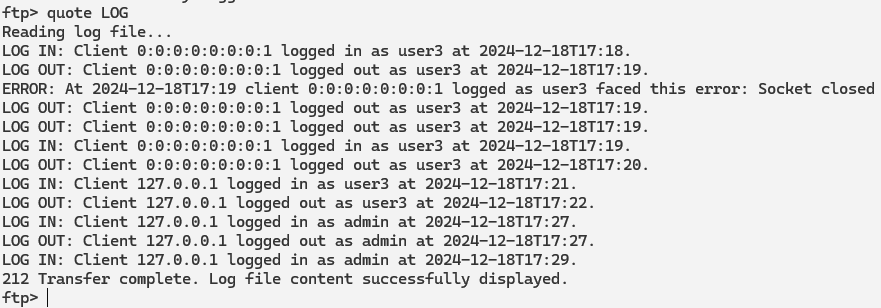 ftp> quote LOG
Reading log file...
LOG IN: Client 0:0:0:0:0:0:0:1 logged in as user3 at 2024-12-18T17:18.
LOG OUT: Client 0:0:0:0:0:0:0:1 logged out as user3 at 2024-12-18T17:19.
ERROR: At 2024-12-18T17:19 client 0:0:0:0:0:0:0:1 logged as user3 faced this error: Socket closed
LOG OUT: Client 0:0:0:0:0:0:0:1 logged out as user3 at 2024-12-18T17:19.
LOG OUT: Client 0:0:0:0:0:0:0:1 logged out as user3 at 2024-12-18T17:19.
LOG IN: Client 0:0:0:0:0:0:0:1 logged in as user3 at 2024-12-18T17:19.
LOG OUT: Client 0:0:0:0:0:0:0:1 logged out as user3 at 2024-12-18T17:20.
LOG IN: Client 127.0.0.1 logged in as user3 at 2024-12-18T17:21.
LOG OUT: Client 127.0.0.1 logged out as user3 at 2024-12-18T17:22.
LOG IN: Client 127.0.0.1 logged in as admin at 2024-12-18T17:27.
LOG OUT: Client 127.0.0.1 logged out as admin at 2024-12-18T17:27.
LOG IN: Client 127.0.0.1 logged in as admin at 2024-12-18T17:29.
212 Transfer complete. Log file content successfully displayed.
ftp>